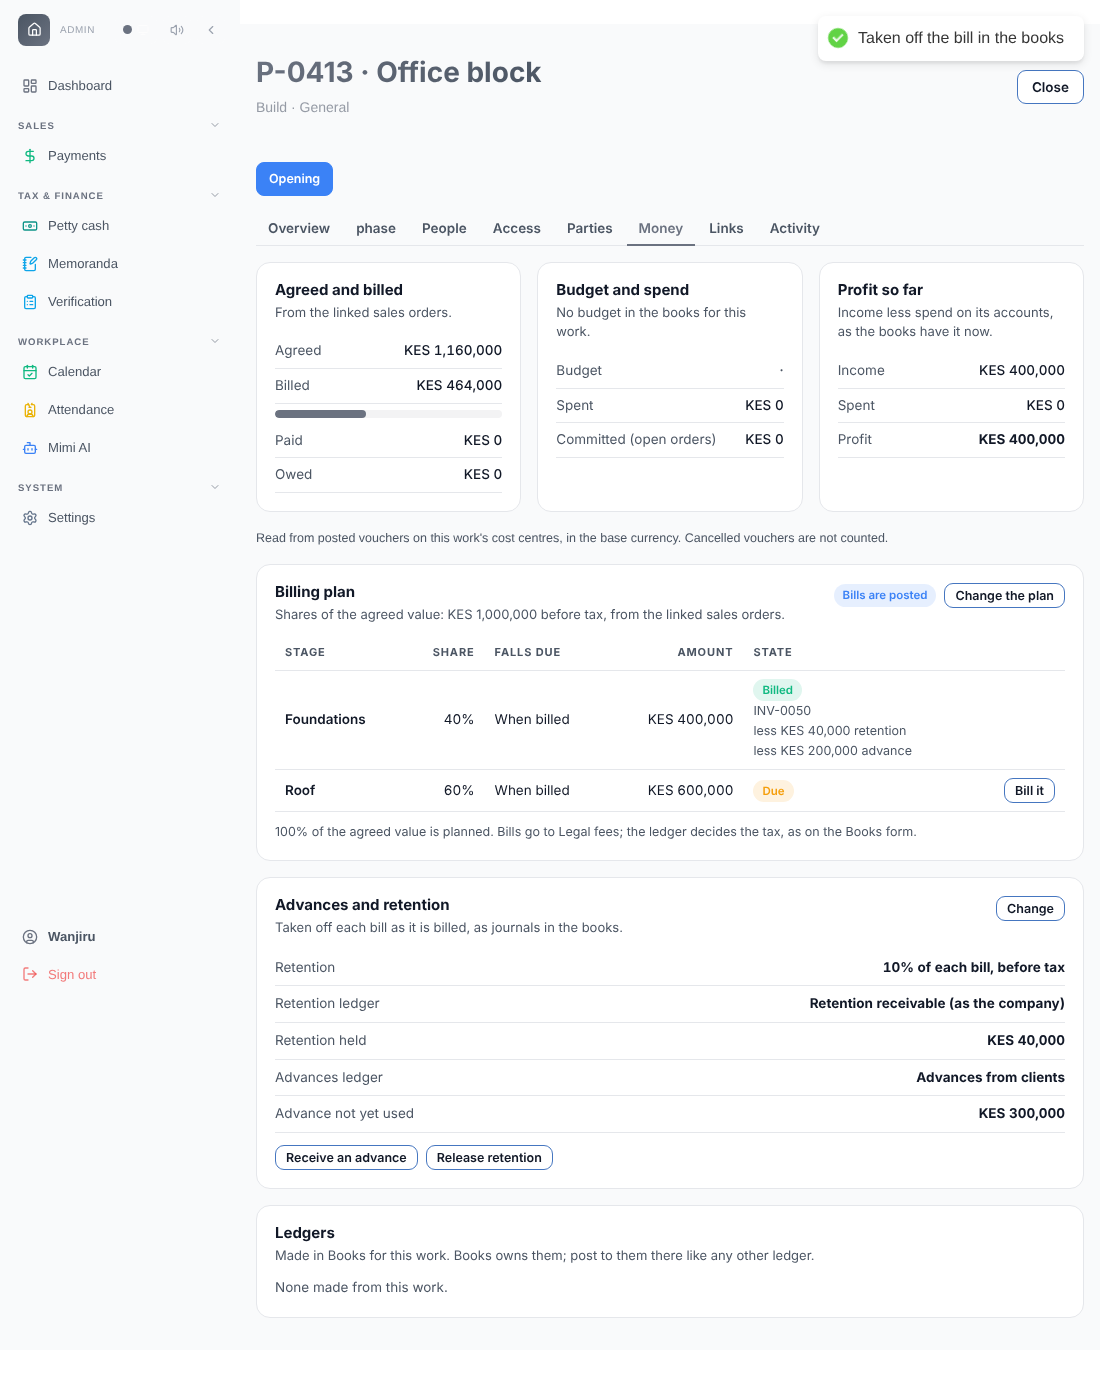 ADMIN
Dashboard
SALES
Payments
TAX & FINANCE
Petty cash
Memoranda
Verification
WORKPLACE
Calendar
Attendance
Mimi AI
SYSTEM
Settings
Wanjiru
Sign out
Taken off the bill in the books
P-0413 · Office block
Build · General
Close
Opening
Overview phase People Access Parties Money Links Activity
Agreed and billed
From the linked sales orders.
Agreed KES 1,160,000
Billed KES 464,000
Paid KES 0
Owed KES 0
Budget and spend
No budget in the books for this
work.
Budget ·
Spent KES 0
Committed (open orders) KES 0
Profit so far
Income less spend on its accounts,
as the books have it now.
Income KES 400,000
Spent KES 0
Profit KES 400,000
Read from posted vouchers on this work's cost centres, in the base currency. Cancelled vouchers are not counted.
Billing plan
Shares of the agreed value: KES 1,000,000 before tax, from the linked sales orders.
Bills are posted Change the plan
STAGE SHARE FALLS DUE AMOUNT STATE
Foundations 40% When billed KES 400,000 Billed
INV-0050
less KES 40,000 retention
less KES 200,000 advance
Roof 60% When billed KES 600,000 Due Bill it
100% of the agreed value is planned. Bills go to Legal fees; the ledger decides the tax, as on the Books form.
Advances and retention
Taken off each bill as it is billed, as journals in the books.
Change
Retention 10% of each bill, before tax
Retention ledger Retention receivable (as the company)
Retention held KES 40,000
Advances ledger Advances from clients
Advance not yet used KES 300,000
Receive an advance Release retention
Ledgers
Made in Books for this work. Books owns them; post to them there like any other ledger.
None made from this work.